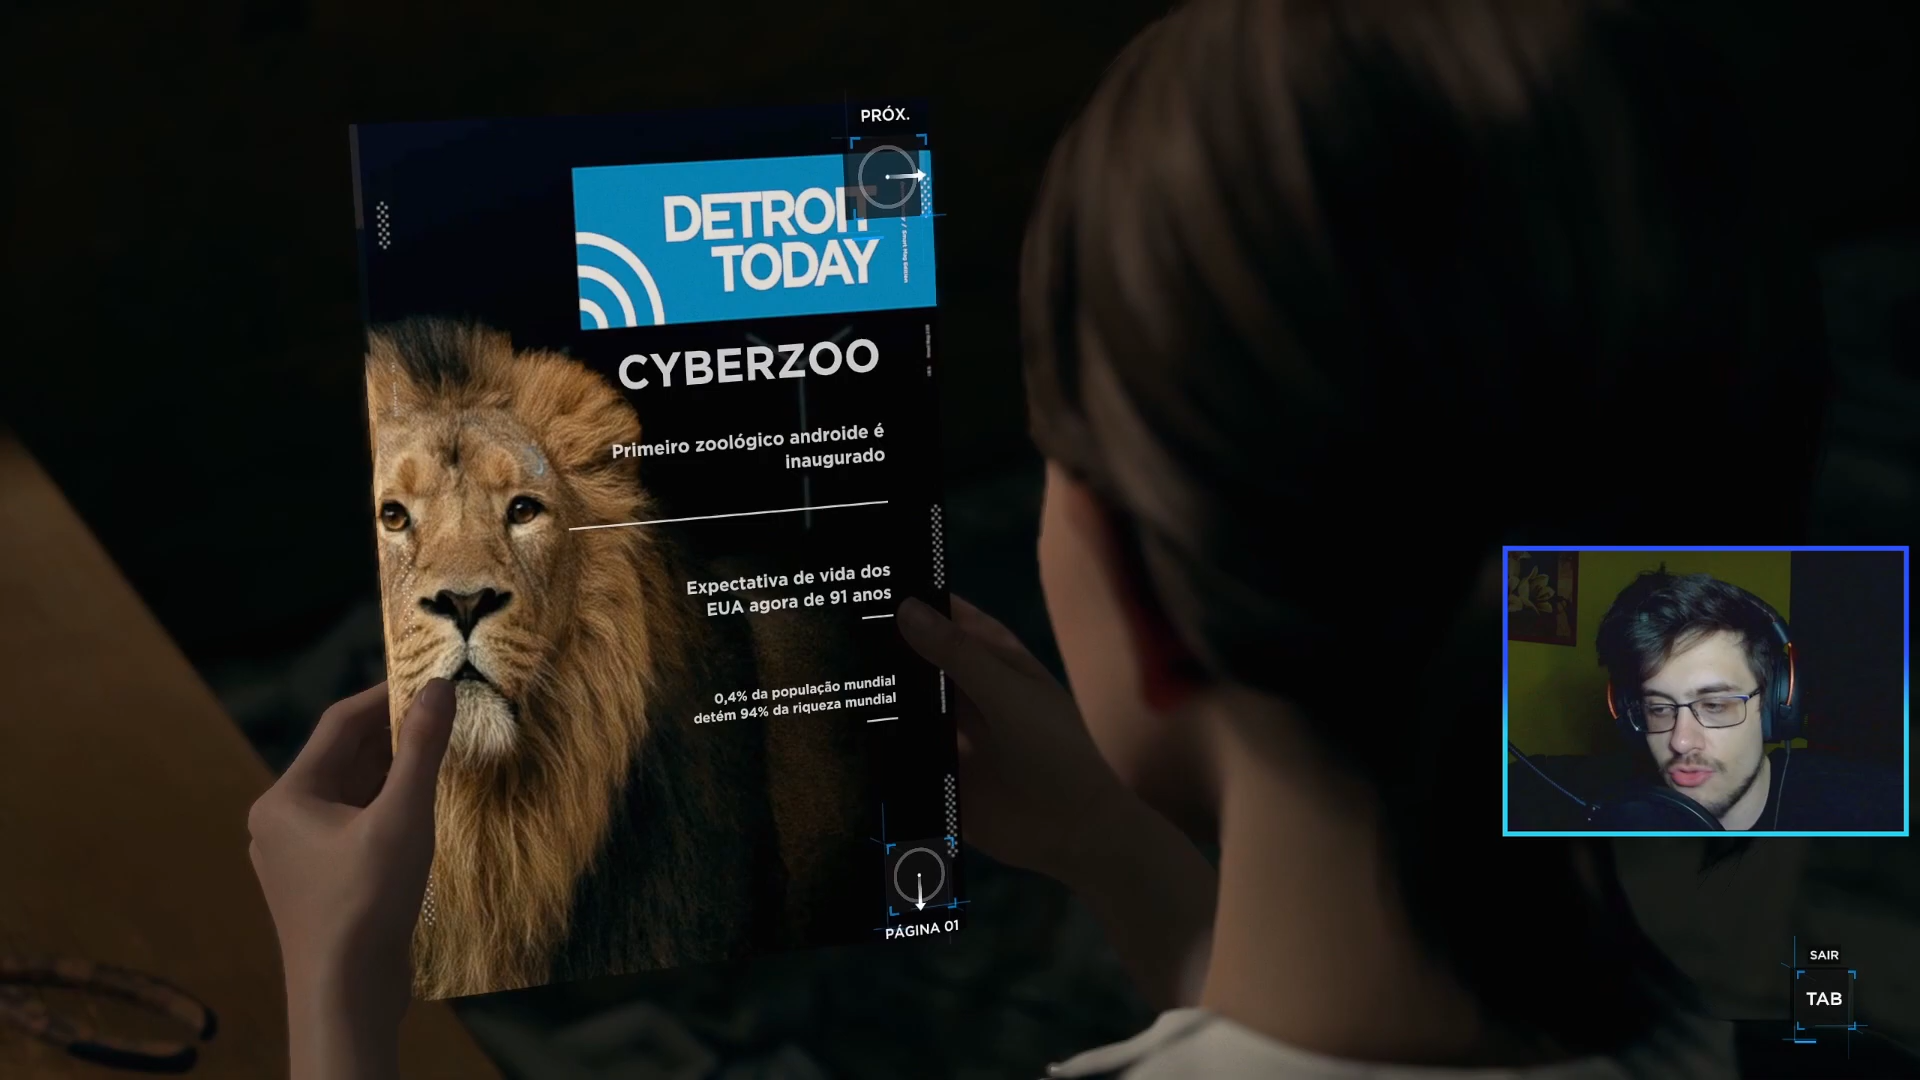 PRÓX.
DETROIT
TODAY
CYBERZOO
Primeiro zoológico androide é
inaugurado
Expectativa de vida dos
EUA agora de 91 anos
0,4% da população mundial
detém 94% da riqueza mundial
PÁGINA 01
SAIR
TAB